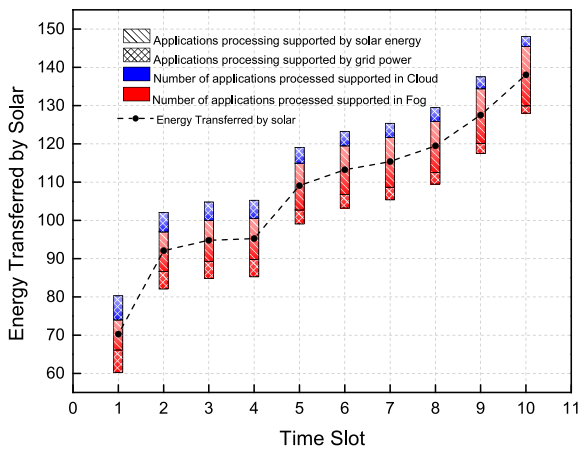 150
140
130
120
110
100
90
80
70
60
Energy Transferred by Solar
Applications processing supported by solar energy
Applications processing supported by grid power
Number of applications processed supported in Cloud
Number of applications processed supported in Fog
Energy Transferred by solar
0 1 2 3 4 5 6 7 8 9 10 11
Time Slot